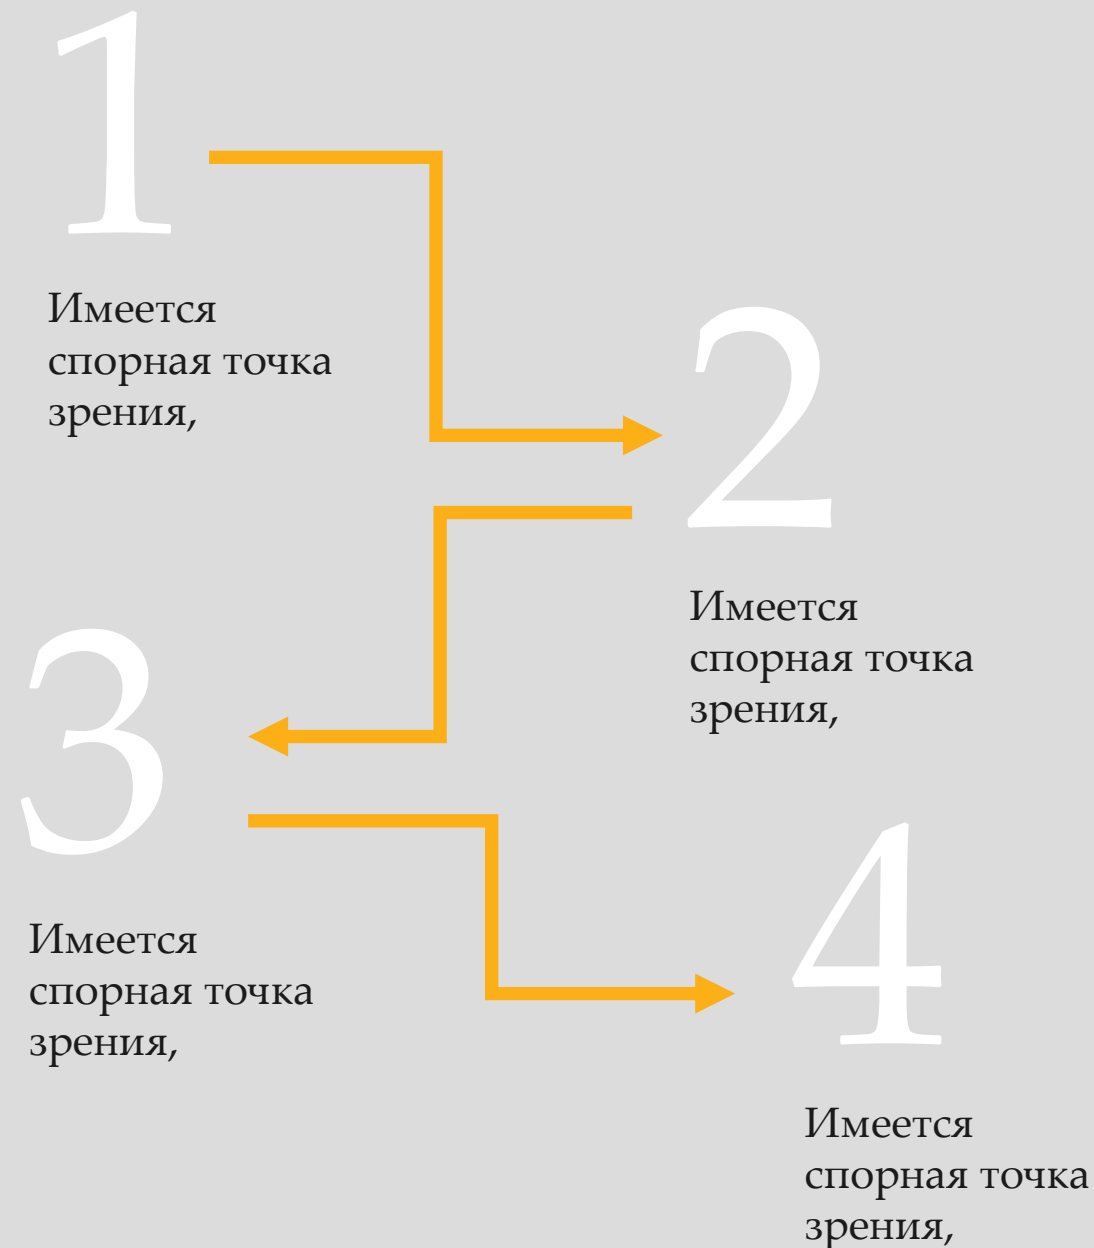 1
Имеется
спорная точка
зрения,
2
Имеется
спорная точка
зрения,
3
Имеется
спорная точка
зрения,
4
Имеется
спорная точка
зрения,